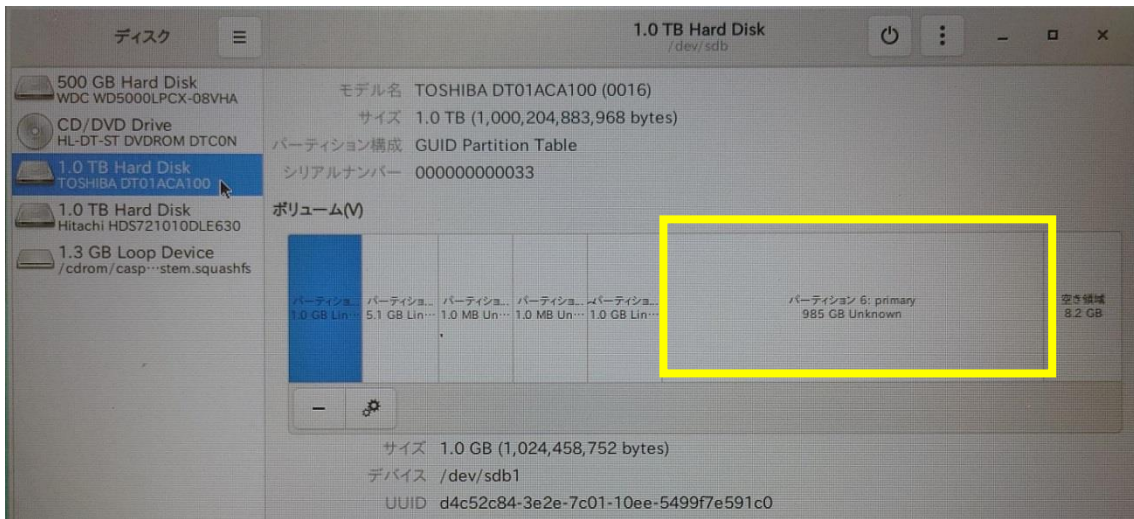 ディスク
1.0 TB Hard Disk
/dev/sdb
500 GB Hard Disk
WDC WD5000LPCX-08VHA
CD/DVD Drive
HL-DT-ST DVDROM DTC0N
1.0 TB Hard Disk
TOSHIBA DT01ACA100
1.0 TB Hard Disk
Hitachi HDS721010DLE630
1.3 GB Loop Device
/cdrom/casp…stem.squashfs
モデル名 TOSHIBA DT01ACA100 (0016)
サイズ 1.0 TB (1,000,204,883,968 bytes)
パーティション構成 GUID Partition Table
シリアルナンバー 000000000033
ボリューム(V)
パーティショ… パーティショ… パーティショ… パーティショ… パーティショ… パーティション 6: primary 空き領域
1.0 GB Lin… 5.1 GB Lin… 1.0 MB Un… 1.0 MB Un… 1.0 GB Lin… 985 GB Unknown 8.2 GB
サイズ 1.0 GB (1,024,458,752 bytes)
デバイス /dev/sdb1
UUID d4c52c84-3e2e-7c01-10ee-5499f7e591c0